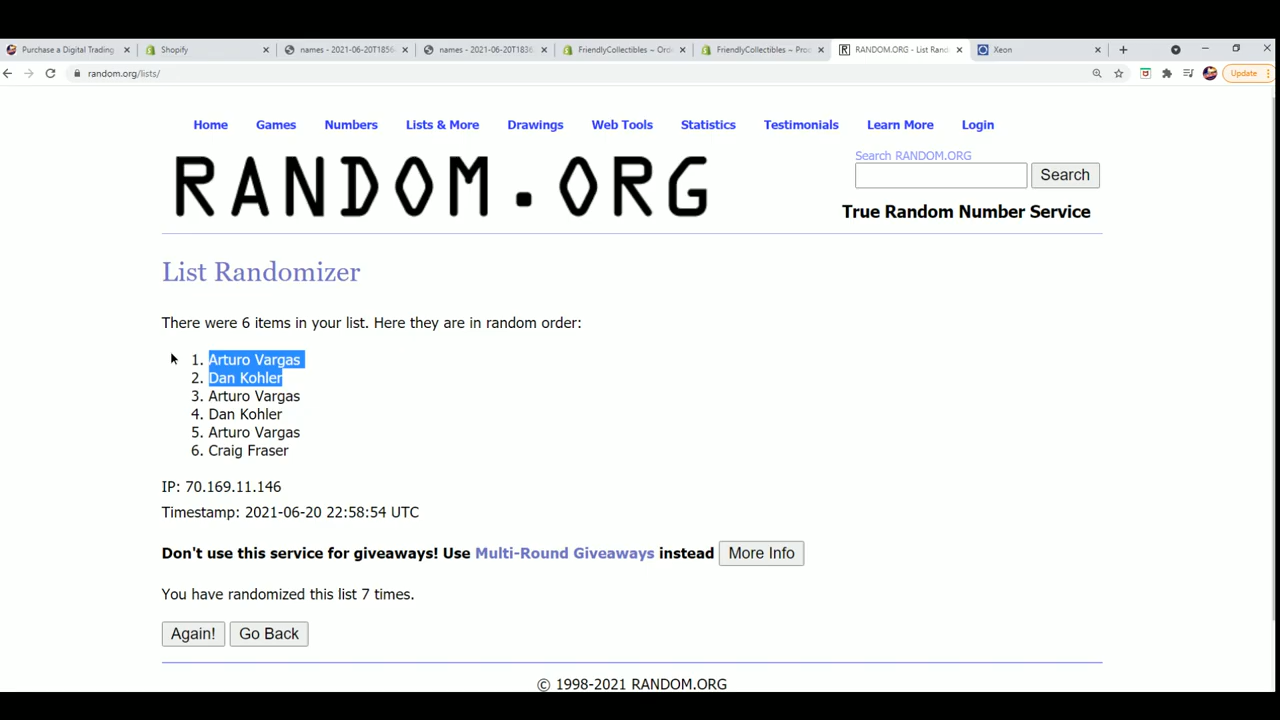 Purchase a Digital Trading
Shopify
names - 2021-06-20T1856
names - 2021-06-20T1836
FriendlyCollectibles ~ Ord
FriendlyCollectibles ~ Pro
RANDOM.ORG - List Ran
Xeon
random.org/lists/
Update
Home Games Numbers Lists & More Drawings Web Tools Statistics Testimonials Learn More Login
RANDOM.ORG
Search RANDOM.ORG
Search
True Random Number Service
List Randomizer
There were 6 items in your list. Here they are in random order:
1. Arturo Vargas
2. Dan Kohler
3. Arturo Vargas
4. Dan Kohler
5. Arturo Vargas
6. Craig Fraser
IP: 70.169.11.146
Timestamp: 2021-06-20 22:58:54 UTC
Don't use this service for giveaways! Use Multi-Round Giveaways instead More Info
You have randomized this list 7 times.
Again! Go Back
© 1998-2021 RANDOM.ORG